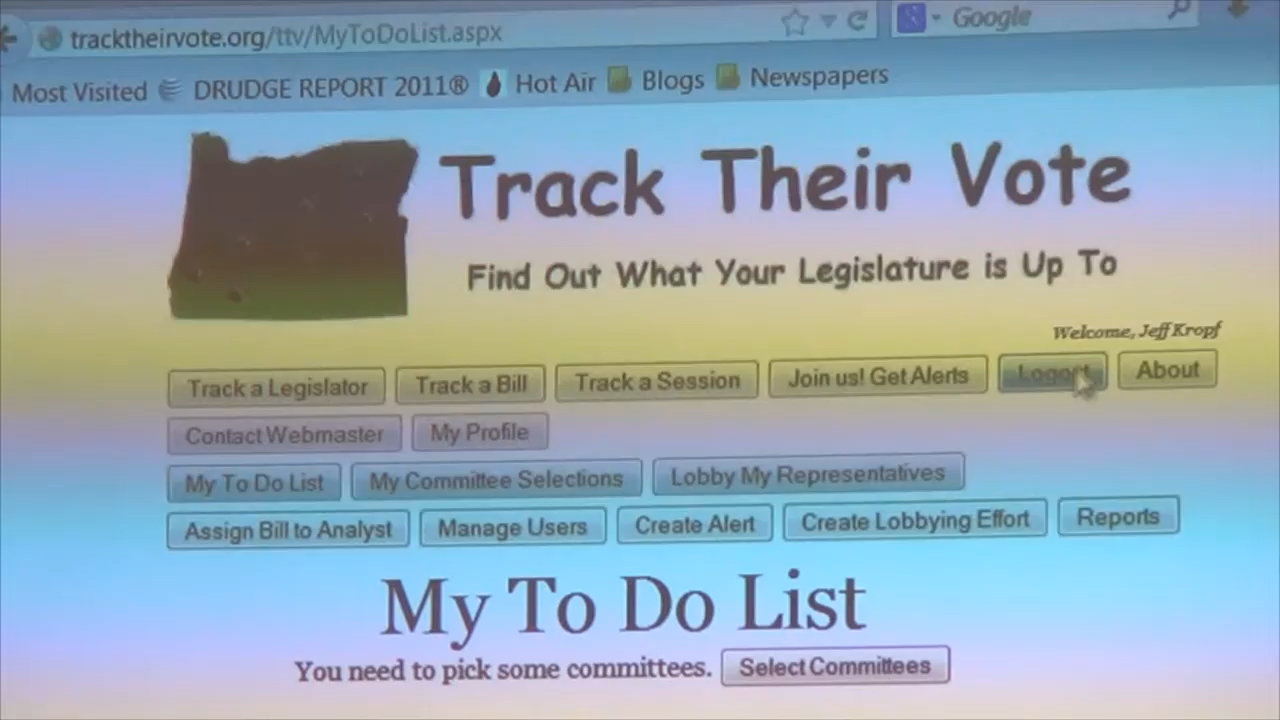 tracktheirvote.org/ttv/MyToDoList.aspx Google
Most Visited DRUDGE REPORT 2011® Hot Air Blogs Newspapers
Track Their Vote
Find Out What Your Legislature is Up To
Welcome, Jeff Kropf
Track a Legislator Track a Bill Track a Session Join us! Get Alerts Logout About
Contact Webmaster My Profile
My To Do List My Committee Selections Lobby My Representatives
Assign Bill to Analyst Manage Users Create Alert Create Lobbying Effort Reports
My To Do List
You need to pick some committees. Select Committees